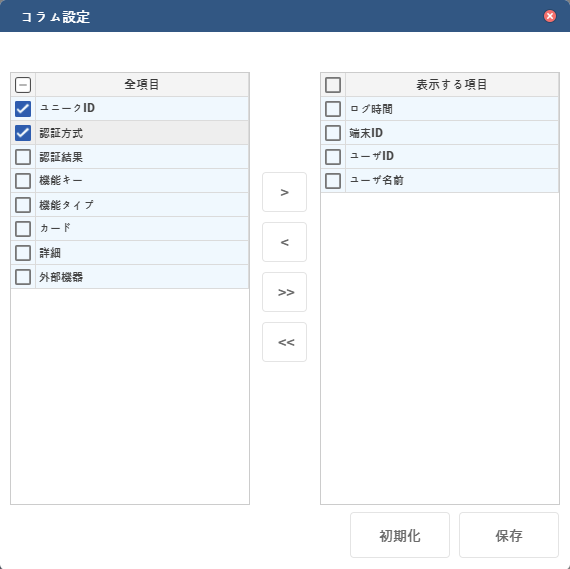 コラム設定
全項目
ユニークID
認証方式
認証結果
機能キー
機能タイプ
カード
詳細
外部機器
>
<
>>
<<
表示する項目
ログ時間
端末ID
ユーザID
ユーザ名前
初期化
保存